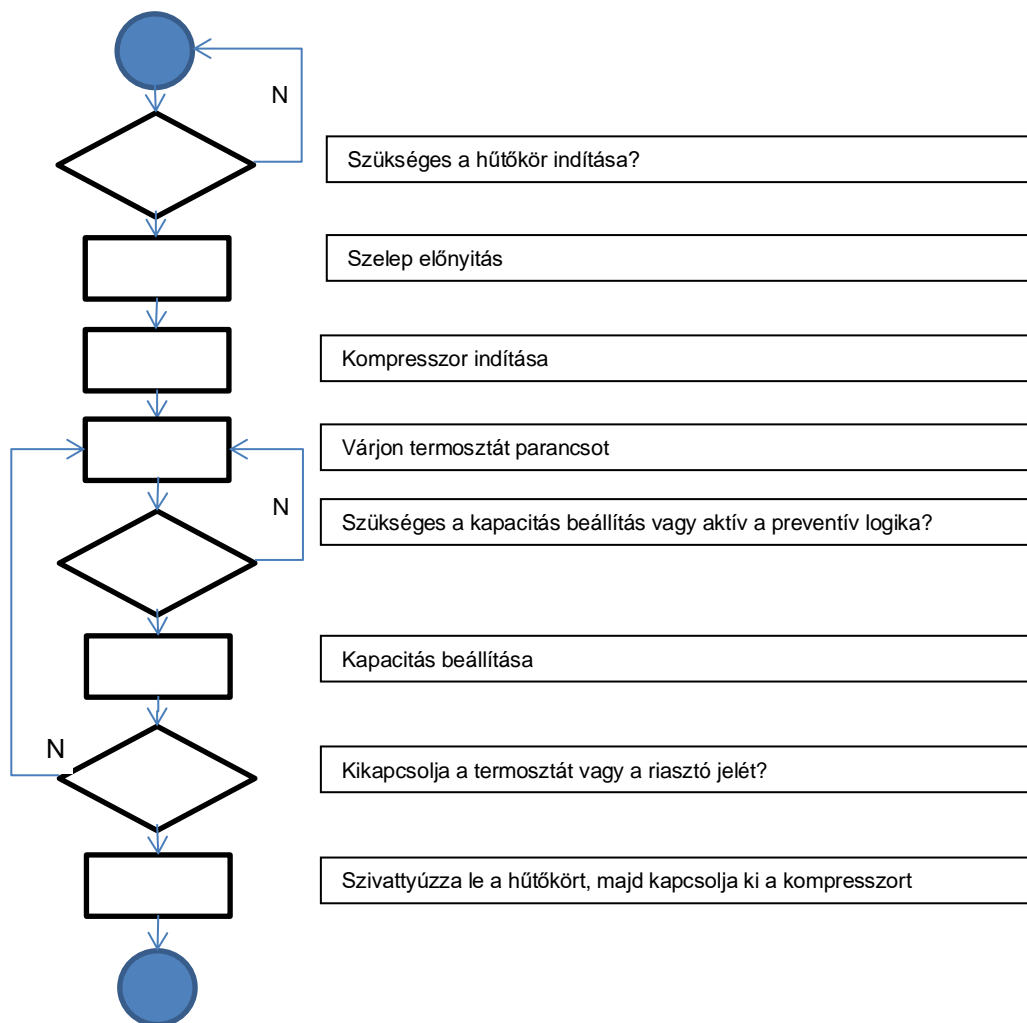 N
Szükséges a hűtőkör indítása?
Szelep előnyitás
Kompresszor indítása
Várjon termosztát parancsot
N
Szükséges a kapacitás beállítás vagy aktív a preventív logika?
Kapacitás beállítása
N
Kikapcsolja a termosztát vagy a riasztó jelét?
Szivattyúzza le a hűtőkört, majd kapcsolja ki a kompresszort